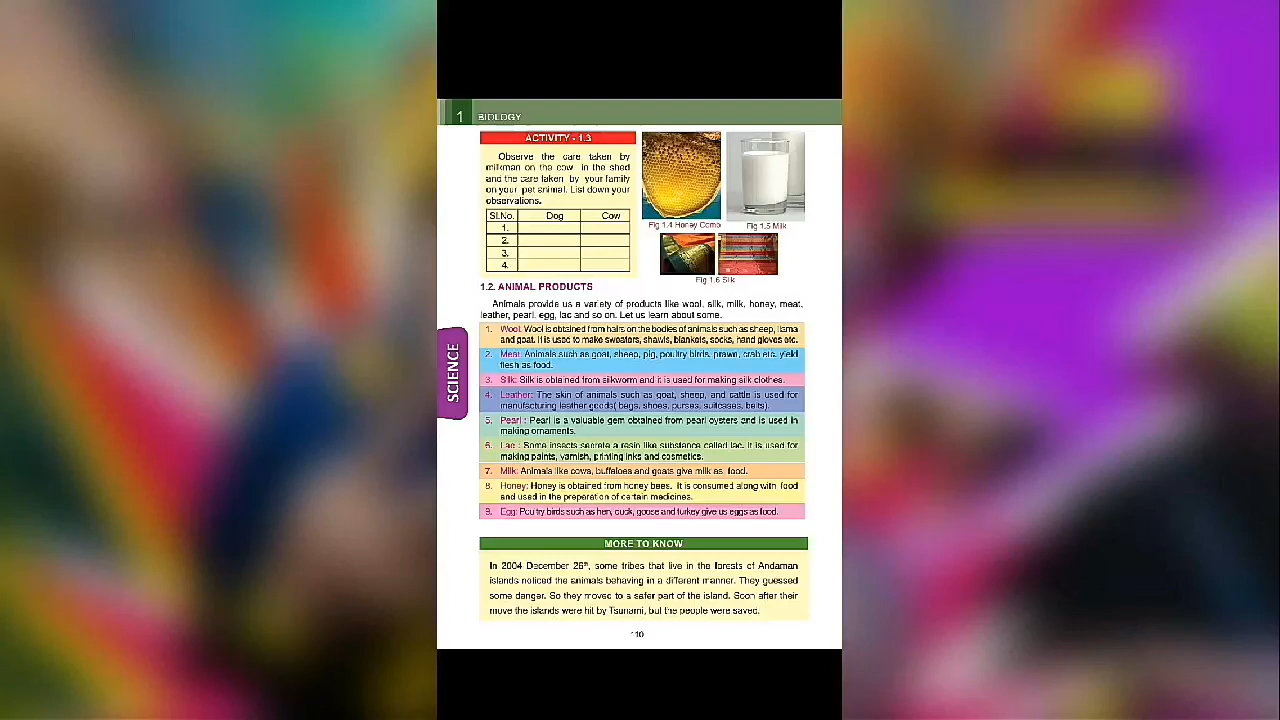 1 BIOLOGY
ACTIVITY - 1.3
Observe the care taken by
milkman on the cow in the shed
and the care taken by your family
on your pet animal. List down your
observations.
Sl.No. Dog Cow
1.
2.
3.
4.
Fig 1.4 Honey Comb
Fig 1.5 Milk
Fig 1.6 Silk
1.2. ANIMAL PRODUCTS
Animals provide us a variety of products like wool, silk, milk, honey, meat,
leather, pearl, egg, lac and so on. Let us learn about some.
1. Wool: Wool is obtained from hairs on the bodies of animals such as sheep, llama
and goat. It is used to make sweaters, shawls, blankets, socks, hand gloves etc.
2. Meat: Animals such as goat, sheep, pig, poultry birds, prawn, crab etc. yield
flesh as food.
3. Silk: Silk is obtained from silkworm and it is used for making silk clothes.
4. Leather: The skin of animals such as goat, sheep, and cattle is used for
manufacturing leather goods( bags, shoes, purses, suitcases, belts)
5. Pearl : Pearl is a valuable gem obtained from pearl oysters and is used in
making ornaments.
6. Lac : Some insects secrete a resin like substance called lac. It is used for
making paints, varnish, printing inks and cosmetics.
7. Milk: Animals like cows, buffaloes and goats give milk as food.
8. Honey: Honey is obtained from honey bees. It is consumed along with food
and used in the preparation of certain medicines.
9. Egg: Poultry birds such as hen, duck, goose and turkey give us eggs as food.
SCIENCE
MORE TO KNOW
In 2004 December 26th, some tribes that live in the forests of Andaman
islands noticed the animals behaving in a different manner. They guessed
some danger. So they moved to a safer part of the island. Soon after their
move the islands were hit by Tsunami, but the people were saved.
110